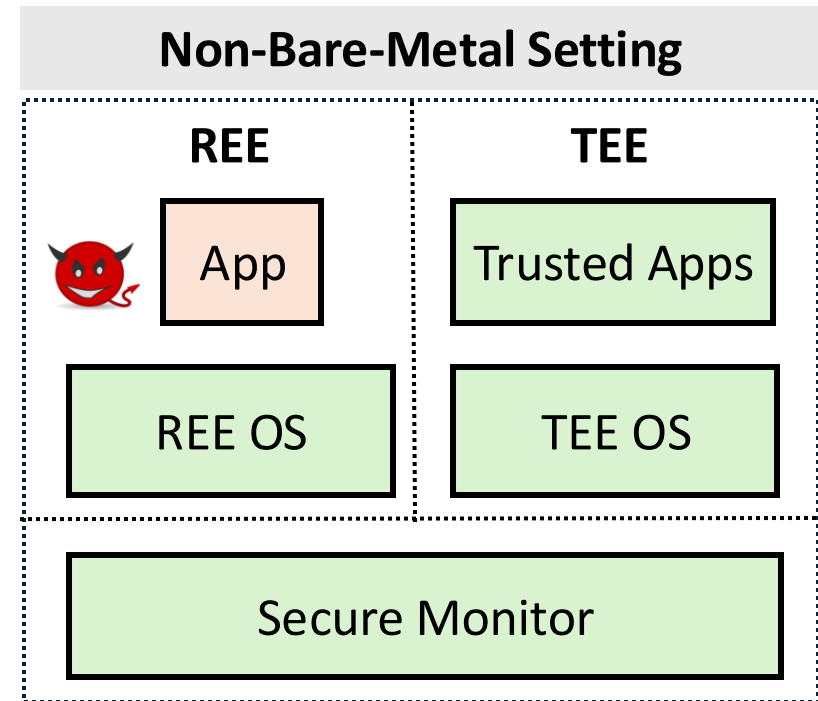 Non-Bare-Metal Setting
REE
TEE
App
Trusted Apps
REE OS
TEE OS
Secure Monitor